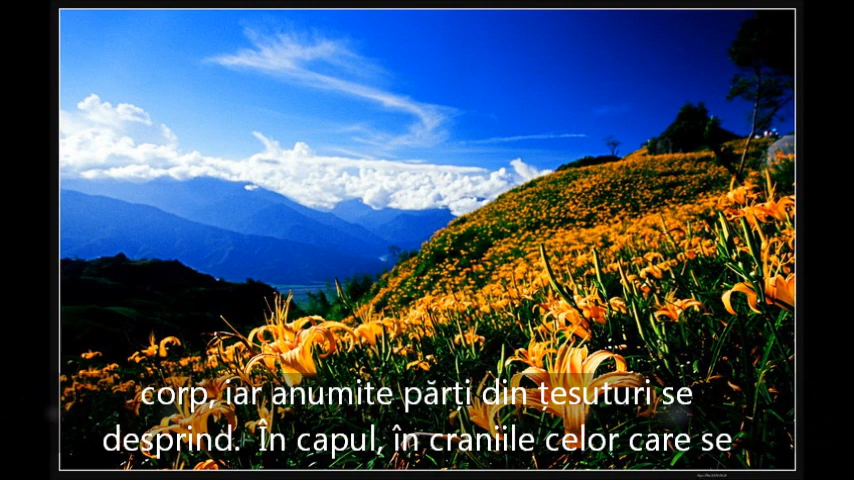 corp, iar anumite părți din țesuturi se
desprind.  În capul, în craniile celor care se